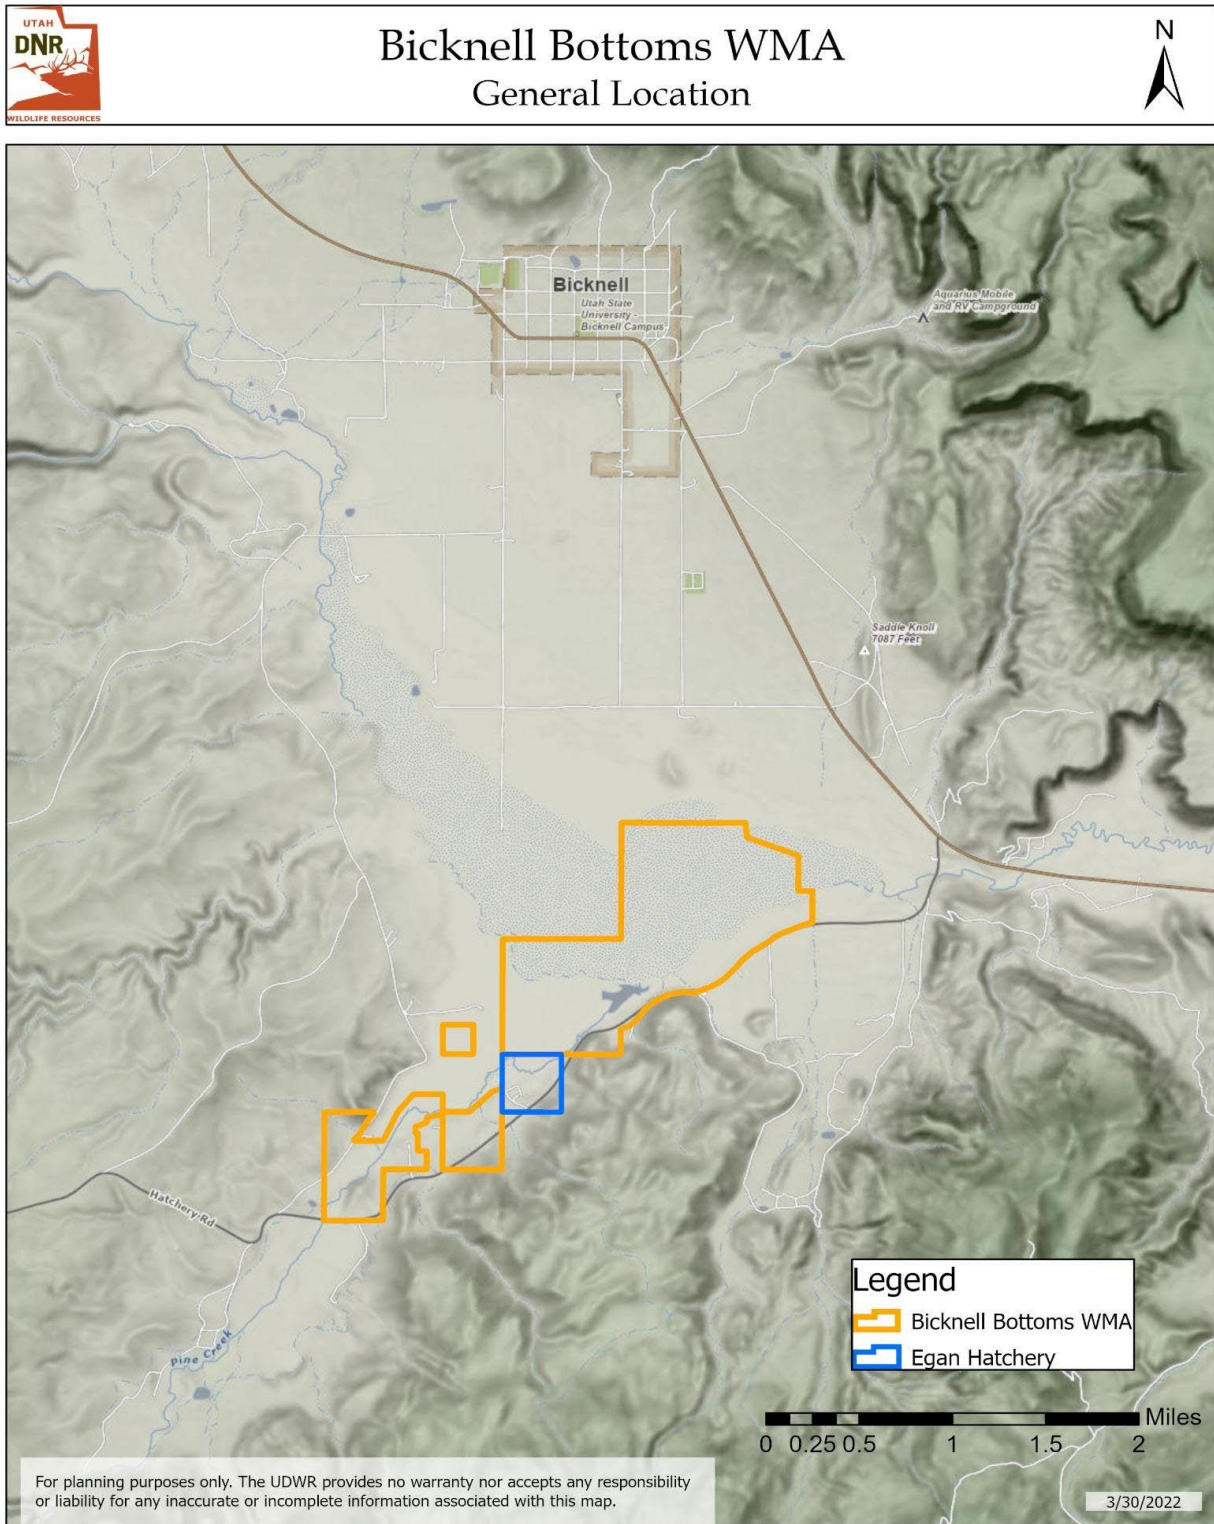 UTAH
DNR
WILDLIFE RESOURCES
Bicknell Bottoms WMA
General Location
N
Bicknell
Utah State
University -
Bicknell Campus
Aquarius Mobile
and RV Campground
Saddle Knoll
7087 Feet
Hatchery Rd
Pine Creek
Legend
Bicknell Bottoms WMA
Egan Hatchery
Miles
0 0.25 0.5 1 1.5 2
For planning purposes only. The UDWR provides no warranty nor accepts any responsibility
or liability for any inaccurate or incomplete information associated with this map.
3/30/2022